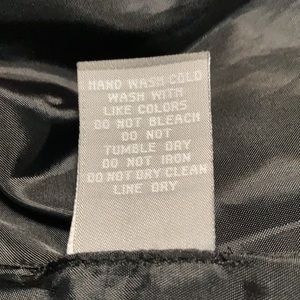 HAND WASH COLD
WASH WITH
LIKE COLORS
DO NOT BLEACH
DO NOT
TUMBLE DRY
DO NOT IRON
DO NOT DRY CLEAN
LINE DRY